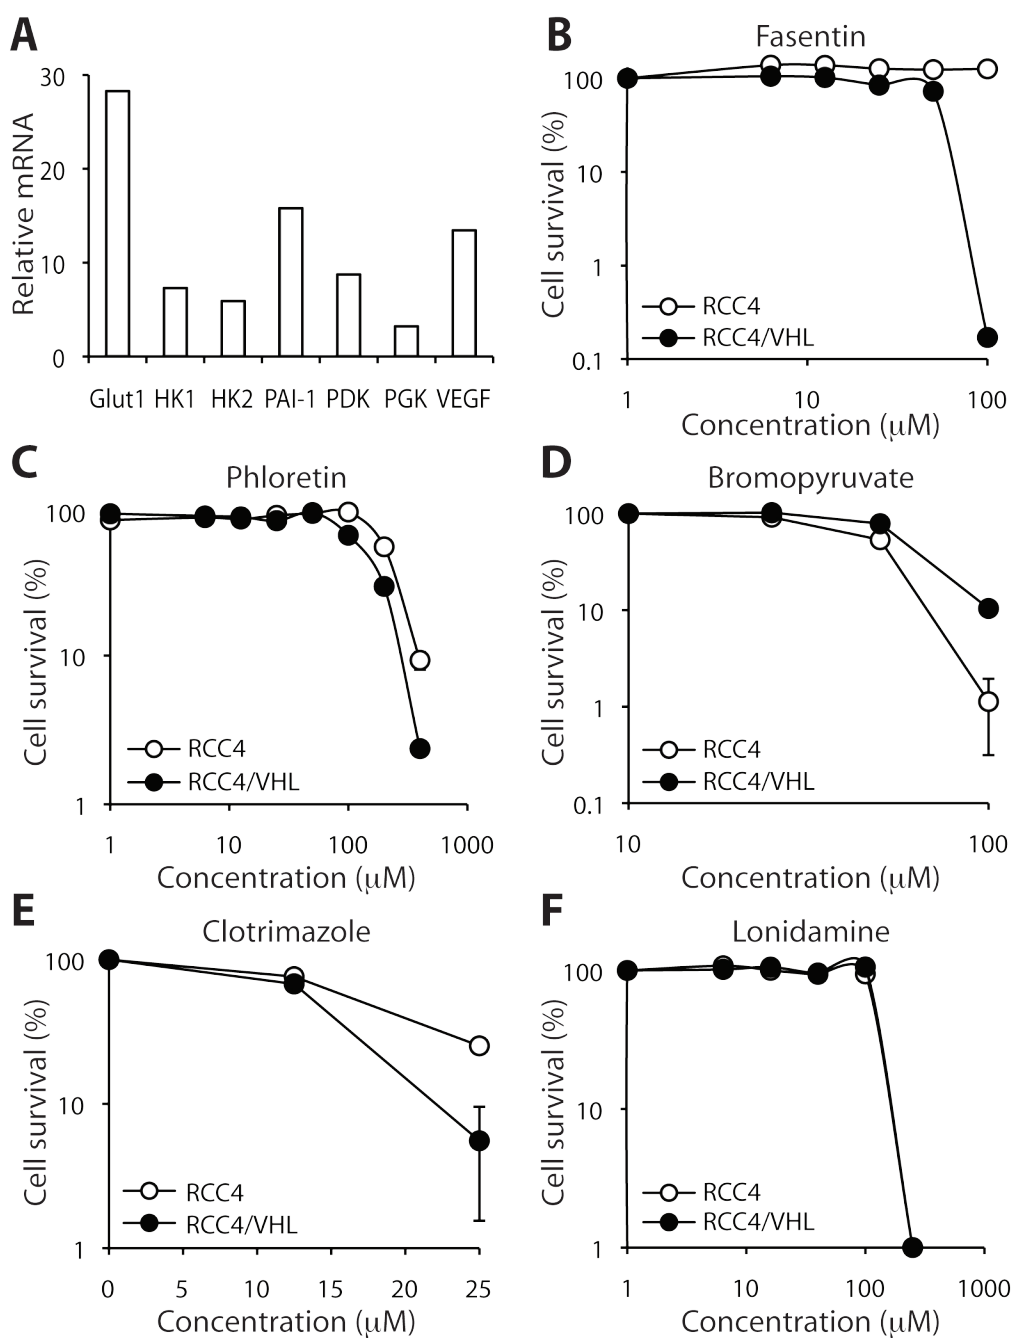 A
30
20
10
0
Relative mRNA
Glut1 HK1 HK2 PAI-1 PDK PGK VEGF
B
Fasentin
100
10
1
0.1
Cell survival (%)
RCC4
RCC4/VHL
1 10 100
Concentration (μM)
C
Phloretin
100
10
1
Cell survival (%)
RCC4
RCC4/VHL
1 10 100 1000
Concentration (μM)
D
Bromopyruvate
100
10
1
0.1
Cell survival (%)
RCC4
RCC4/VHL
10 100
Concentration (μM)
E
Clotrimazole
100
10
1
Cell survival (%)
RCC4
RCC4/VHL
0 5 10 15 20 25
Concentration (μM)
F
Lonidamine
100
10
1
Cell survival (%)
RCC4
RCC4/VHL
1 10 100 1000
Concentration (μM)